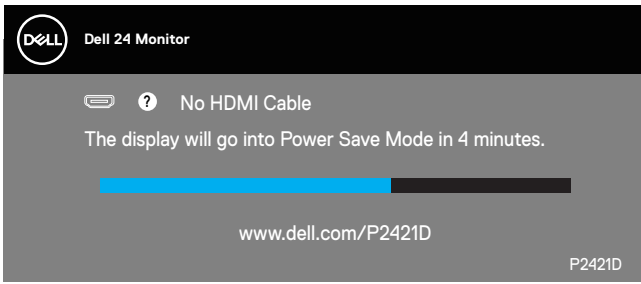 DELL
Dell 24 Monitor
? No HDMI Cable
The display will go into Power Save Mode in 4 minutes.
www.dell.com/P2421D
P2421D